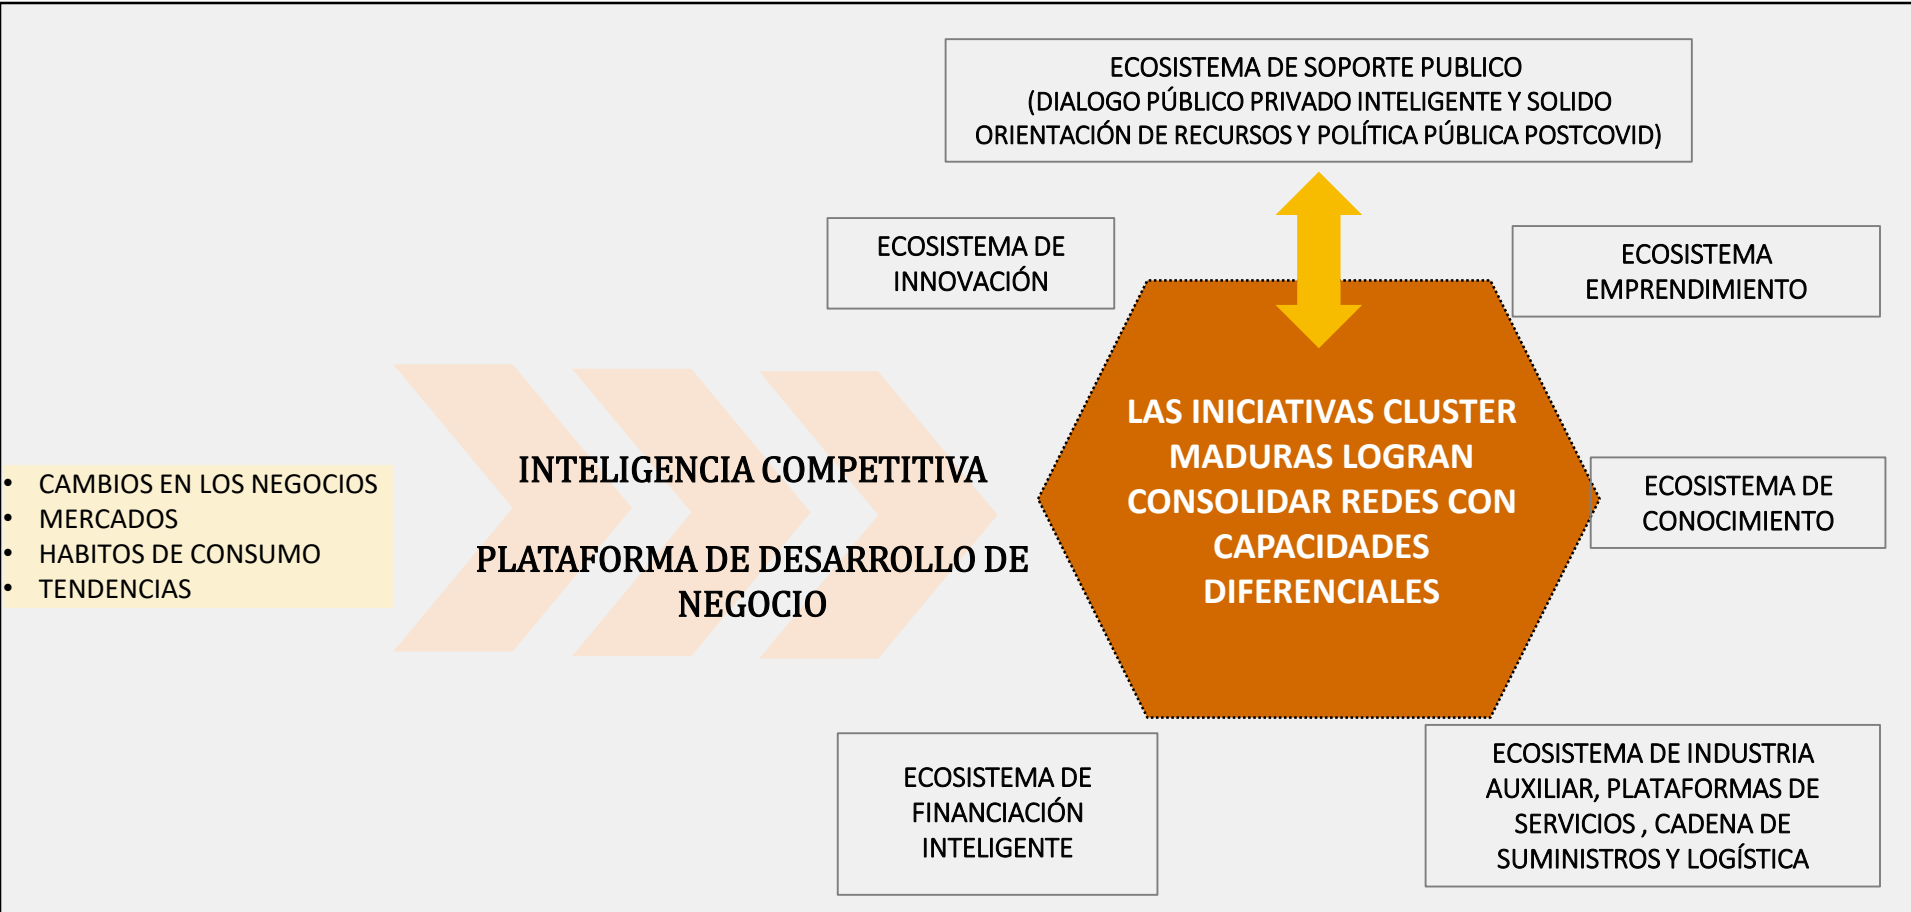 ECOSISTEMA DE SOPORTE PUBLICO
(DIALOGO PÚBLICO PRIVADO INTELIGENTE Y SOLIDO
ORIENTACIÓN DE RECURSOS Y POLÍTICA PÚBLICA POSTCOVID)
ECOSISTEMA DE
INNOVACIÓN
ECOSISTEMA
EMPRENDIMIENTO
• CAMBIOS EN LOS NEGOCIOS
• MERCADOS
• HABITOS DE CONSUMO
• TENDENCIAS
INTELIGENCIA COMPETITIVA
PLATAFORMA DE DESARROLLO DE
NEGOCIO
LAS INICIATIVAS CLUSTER
MADURAS LOGRAN
CONSOLIDAR REDES CON
CAPACIDADES
DIFERENCIALES
ECOSISTEMA DE
CONOCIMIENTO
ECOSISTEMA DE
FINANCIACIÓN
INTELIGENTE
ECOSISTEMA DE INDUSTRIA
AUXILIAR, PLATAFORMAS DE
SERVICIOS , CADENA DE
SUMINISTROS Y LOGÍSTICA